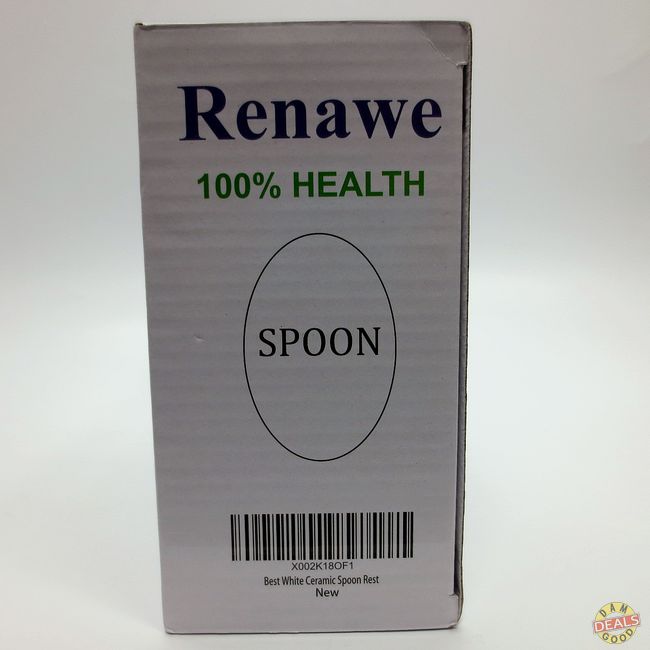 Renawe
100% HEALTH
SPOON
X002K18OF1
Best White Ceramic Spoon Rest
New
DAM
DEALS
GOOD